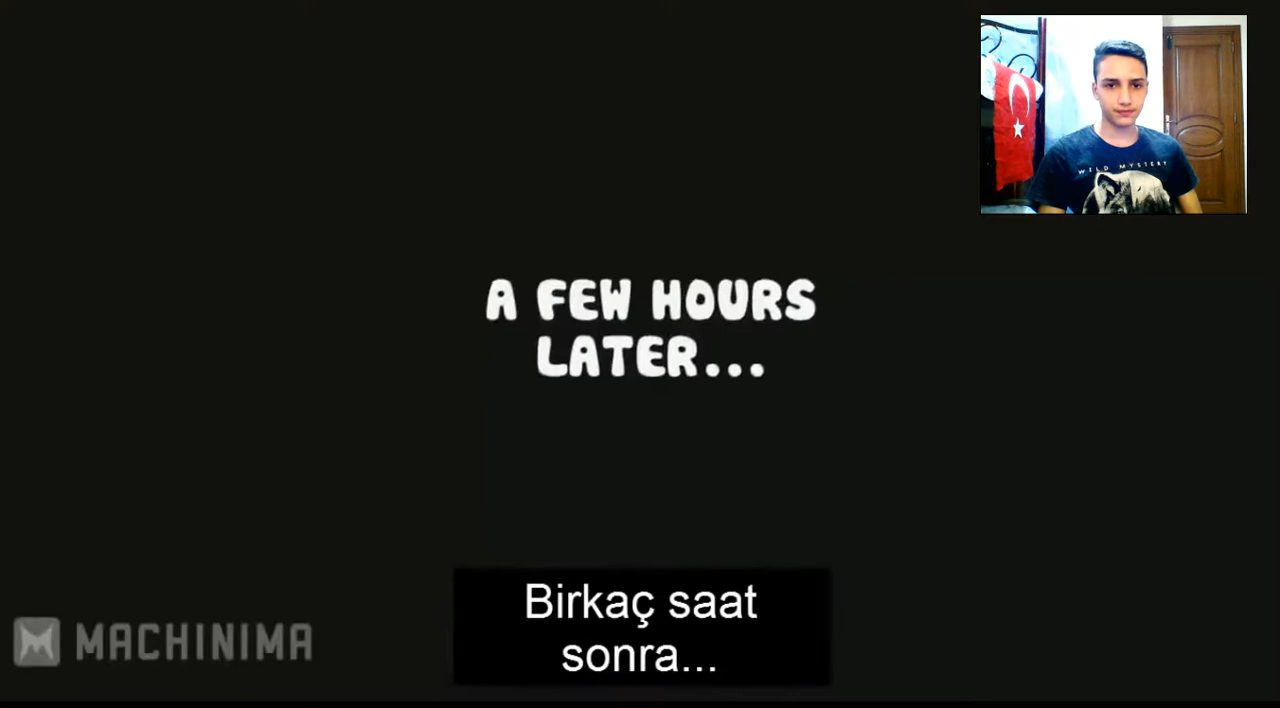 WILD MYSTERY
A FEW HOURS
LATER...
Birkaç saat
sonra...
MACHINIMA